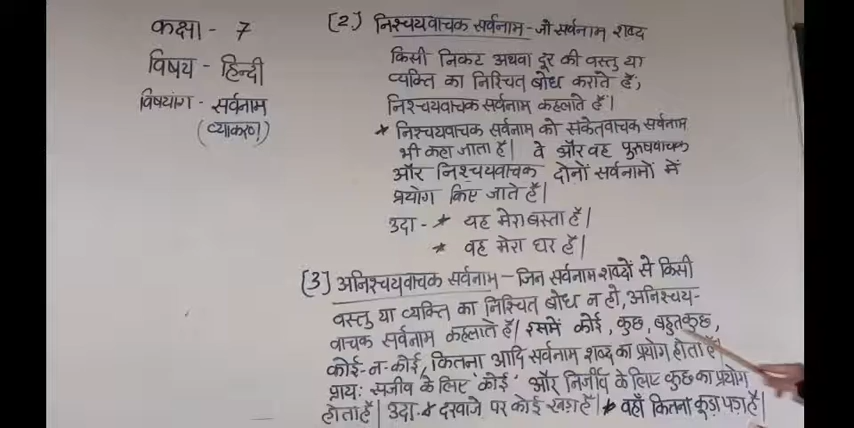 कक्षा - 7
विषय - हिन्दी
विषयांग - सर्वनाम
(व्याकरण)
(2) निश्चयवाचक सर्वनाम - जो सर्वनाम शब्द
किसी निकट अथवा दूर की वस्तु या
व्यक्ति का निश्चित बोध कराते हैं,
निश्चयवाचक सर्वनाम कहलाते हैं।
* निश्चयवाचक सर्वनाम को संकेतवाचक सर्वनाम
भी कहा जाता है। वे और वह पुरुषवाचक
और निश्चयवाचक दोनों सर्वनामों में
प्रयोग किए जाते हैं।
उदा - * यह मेरा बस्ता है।
* वह मेरा घर है।
(3) अनिश्चयवाचक सर्वनाम - जिन सर्वनाम शब्दों से किसी
वस्तु या व्यक्ति का निश्चित बोध न हो, अनिश्चय-
वाचक सर्वनाम कहलाते हैं। इसमें कोई, कुछ, बहुतकुछ,
कोई-न-कोई, कितना आदि सर्वनाम शब्द का प्रयोग होता है।
प्राय: सजीव के लिए 'कोई' और निर्जीव के लिए कुछ का प्रयोग
होता है। उदा - * दरवाजे पर कोई खड़ा है। * वहाँ कितना कूड़ा पड़ा है।